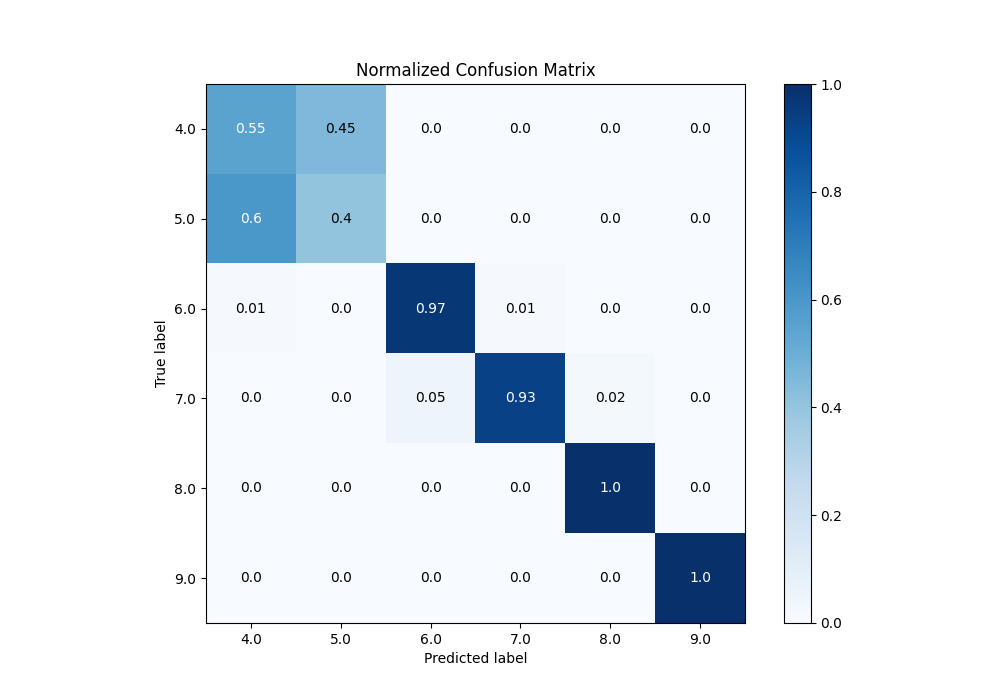 Normalized Confusion Matrix
True label
4.0 0.55 0.45 0.0 0.0 0.0 0.0
5.0 0.6 0.4 0.0 0.0 0.0 0.0
6.0 0.01 0.0 0.97 0.01 0.0 0.0
7.0 0.0 0.0 0.05 0.93 0.02 0.0
8.0 0.0 0.0 0.0 0.0 1.0 0.0
9.0 0.0 0.0 0.0 0.0 0.0 1.0
4.0 5.0 6.0 7.0 8.0 9.0
Predicted label
1.0
0.8
0.6
0.4
0.2
0.0